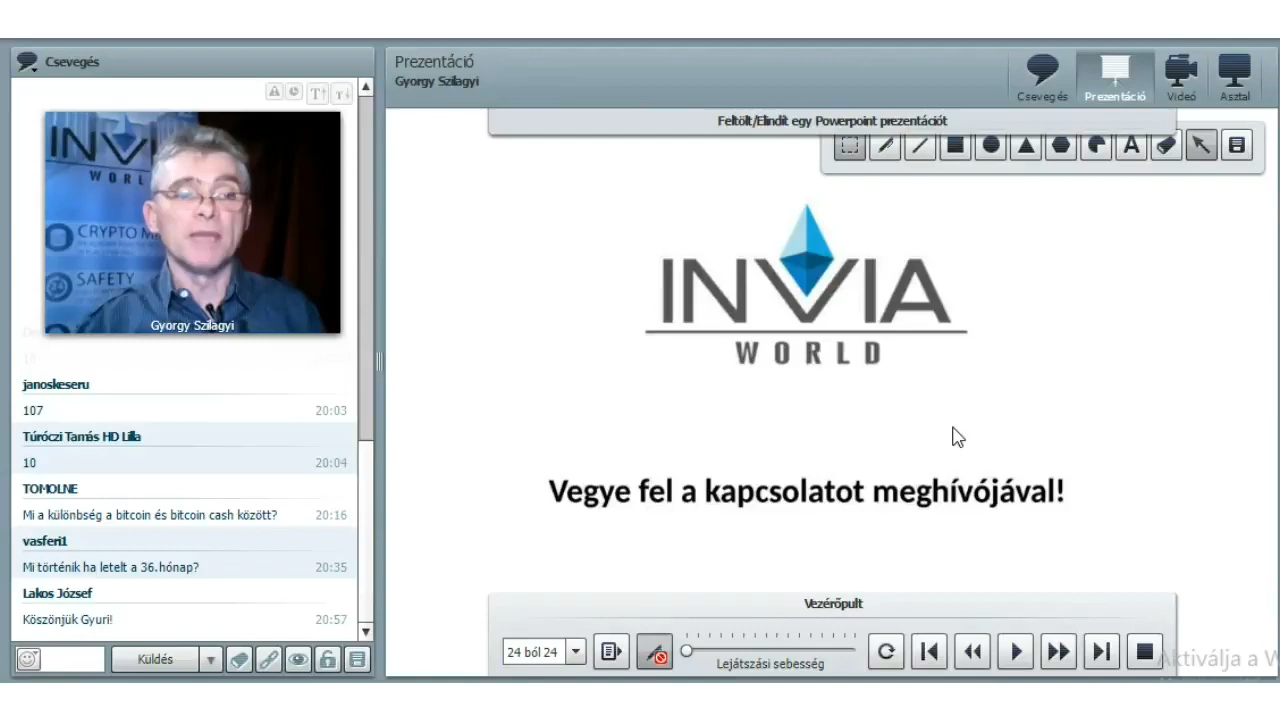 Csevegés
INVIA
WORLD
CRYPTO
SAFETY
Gyorgy Szilagyi
janoskeseru
107 20:03
Túróczi Tamás HD Lilla
10 20:04
TOMOLNE
Mi a különbség a bitcoin és bitcoin cash között? 20:16
vasferi1
Mi történik ha letelt a 36.hónap? 20:35
Lakos József
Köszönjük Gyuri! 20:57
Küldés
Prezentáció
Gyorgy Szilagyi
Csevegés Prezentáció Videó Asztal
Feltölt/Elindít egy Powerpoint prezentációt
INVIA
WORLD
Vegye fel a kapcsolatot meghívójával!
Vezérőpult
24 ból 24
Lejátszási sebesség
Aktiválja a W